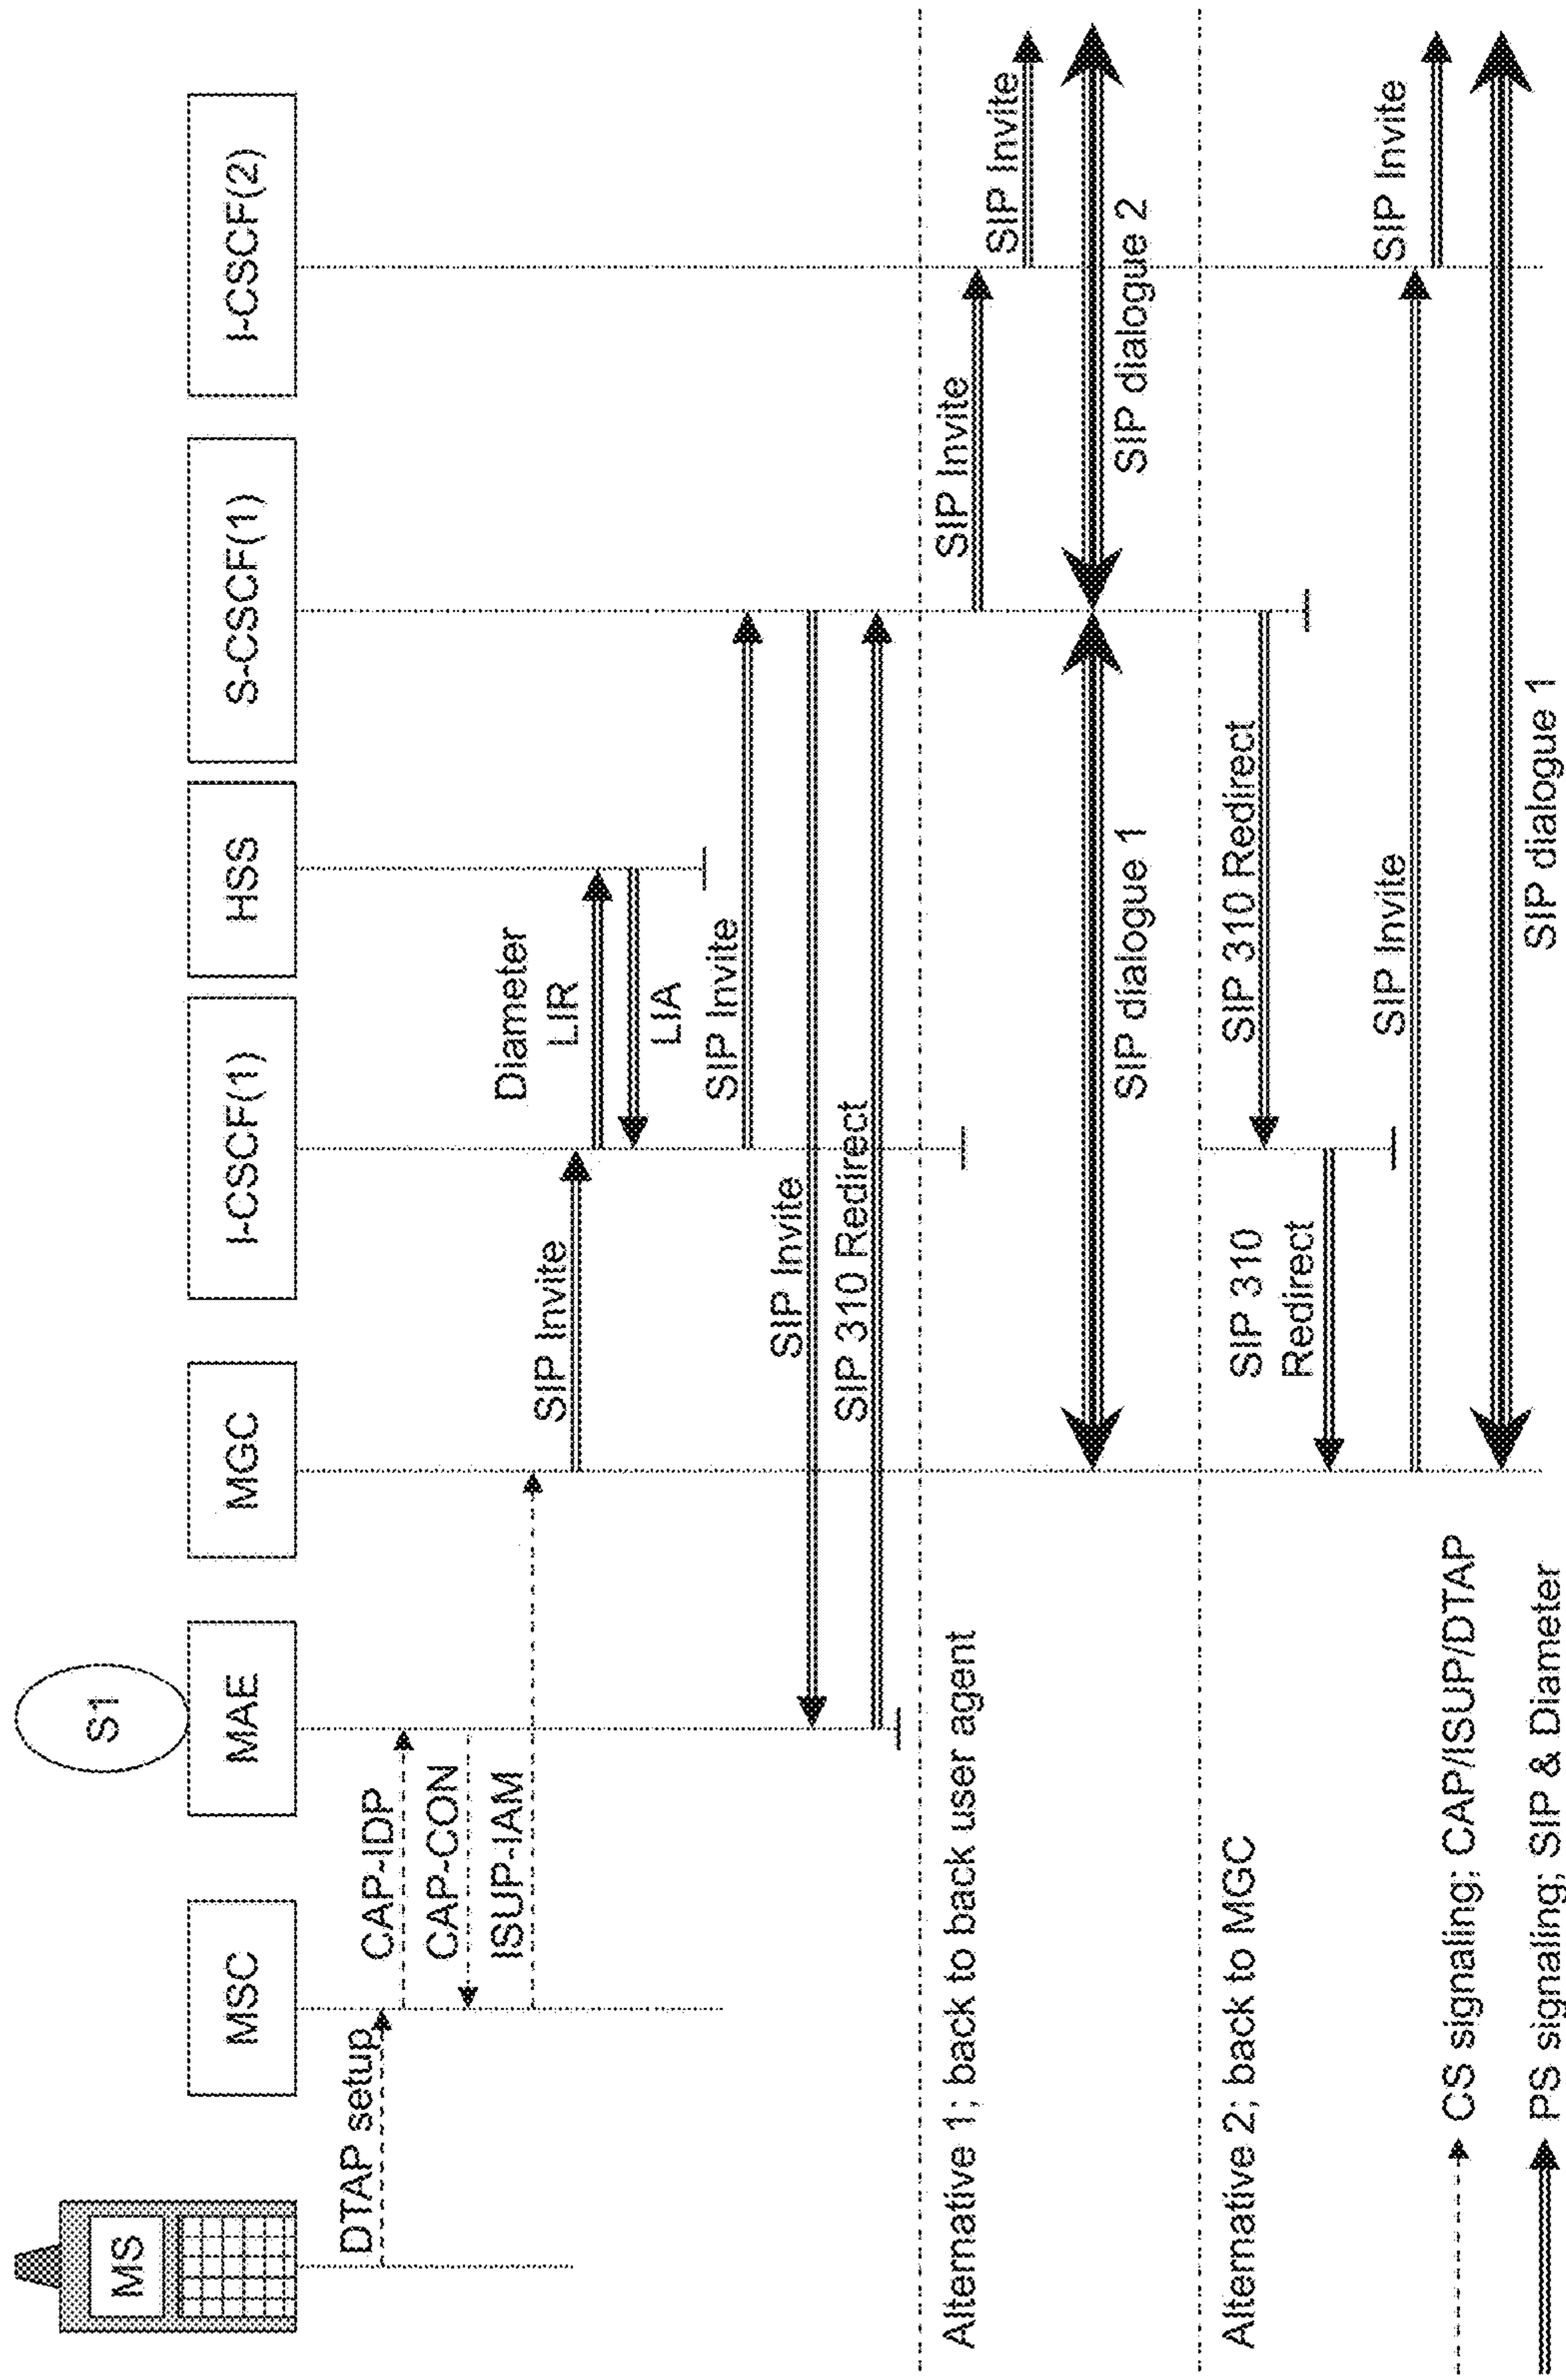 S1
MS
MSC
MAE
MGC
I-CSCF(1)
HSS
S-CSCF(1)
I-CSCF(2)
DTAP setup
CAP-IDP
CAP-CON
ISUP-IAM
Diameter
LIR
SIP Invite
LIA
SIP Invite
SIP Invite
SIP 310 Redirect
Alternative 1; back to back user agent
SIP Invite
SIP Invite
SIP dialogue 1
SIP dialogue 2
Alternative 2; back to MGC
SIP 310 Redirect
SIP 310
Redirect
SIP Invite
SIP Invite
SIP dialogue 1
CS signaling; CAP/ISUP/DTAP
PS signaling; SIP & Diameter